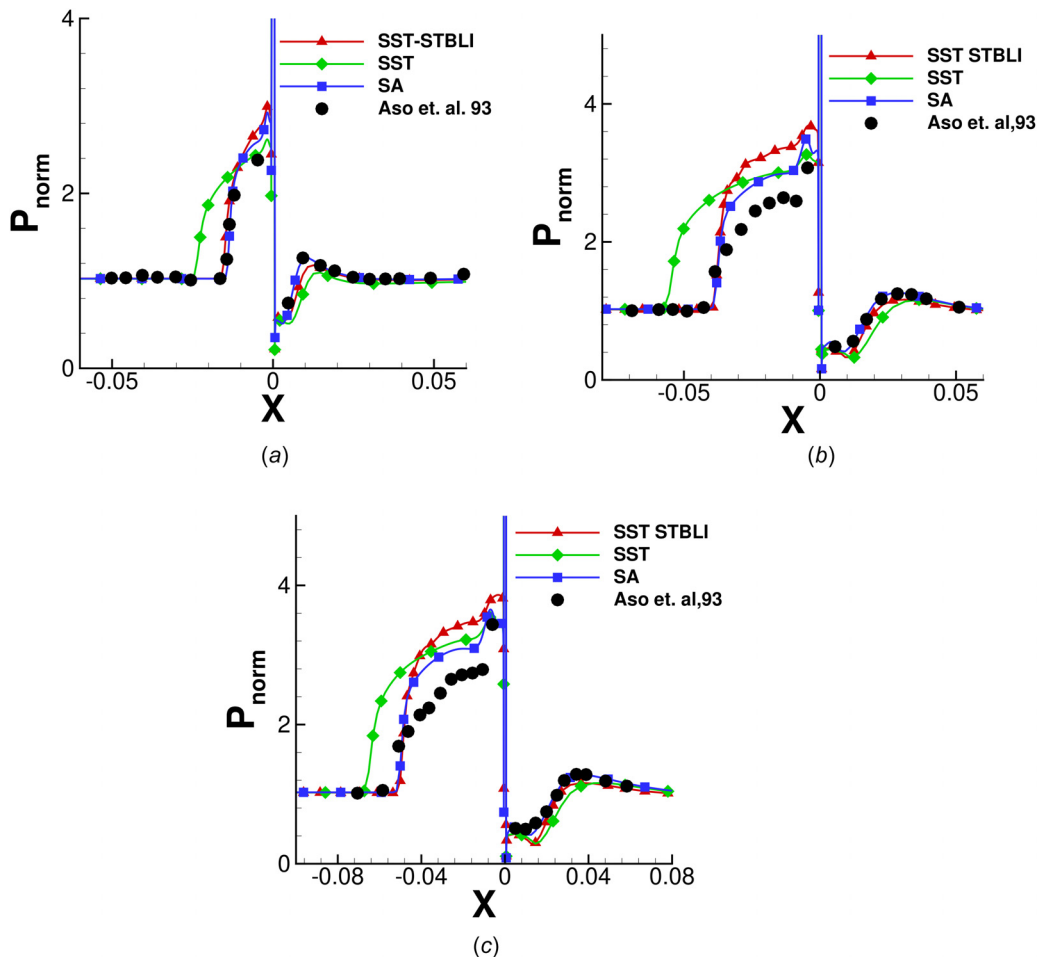 4
SST-STBLI
SST
SA
Aso et. al. 93
P norm
2
0
-0.05
0
0.05
X
(a)
SST STBLI
SST
SA
Aso et. al,93
P norm
4
2
0
-0.05
0
0.05
X
(b)
SST STBLI
SST
SA
Aso et. al,93
P norm
4
2
0
-0.08
-0.04
0
0.04
0.08
X
(c)